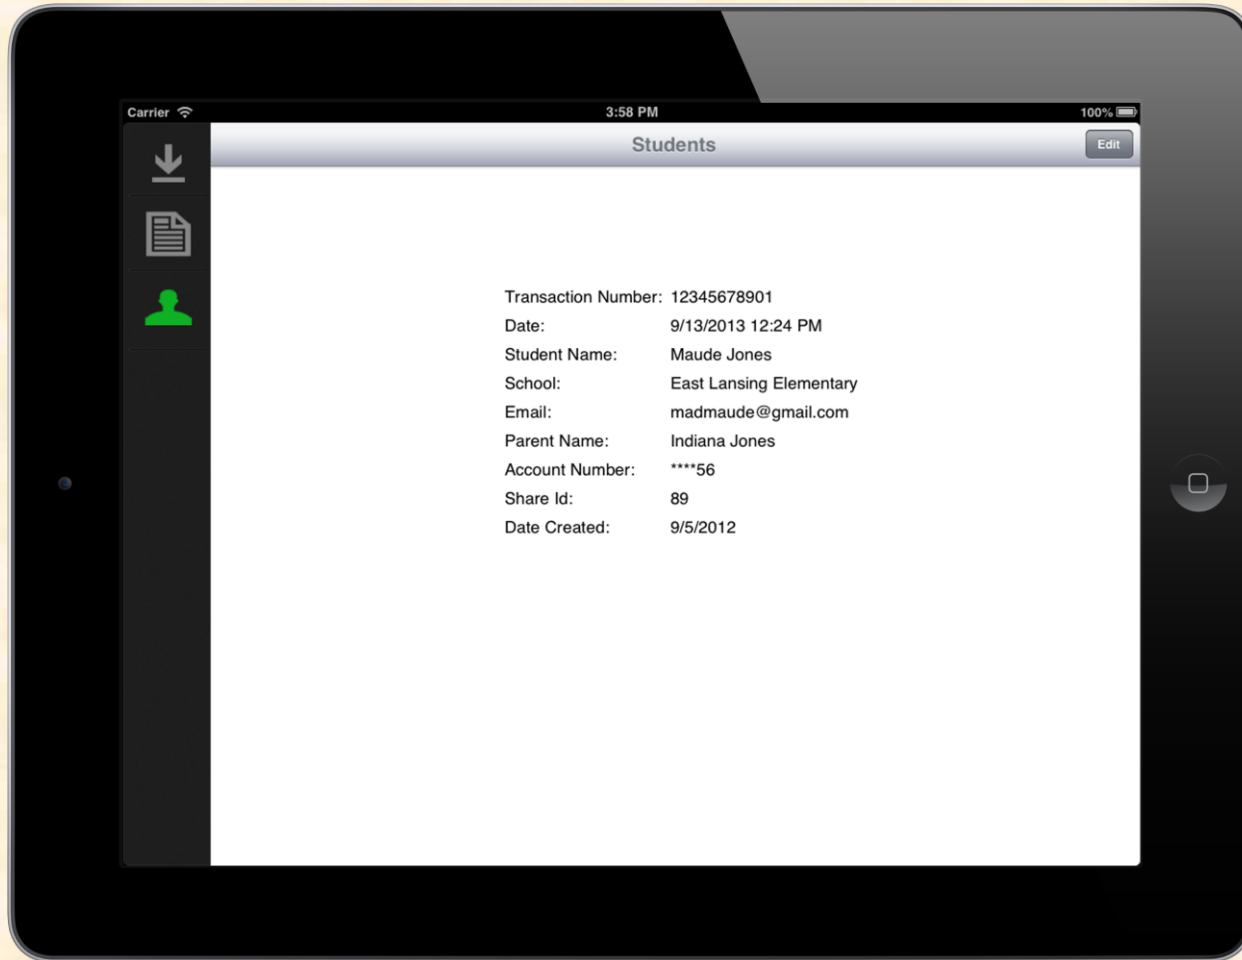 Carrier 3:58 PM 100%
Students Edit
Transaction Number: 12345678901
Date: 9/13/2013 12:24 PM
Student Name: Maude Jones
School: East Lansing Elementary
Email: madmaude@gmail.com
Parent Name: Indiana Jones
Account Number: ****56
Share Id: 89
Date Created: 9/5/2012